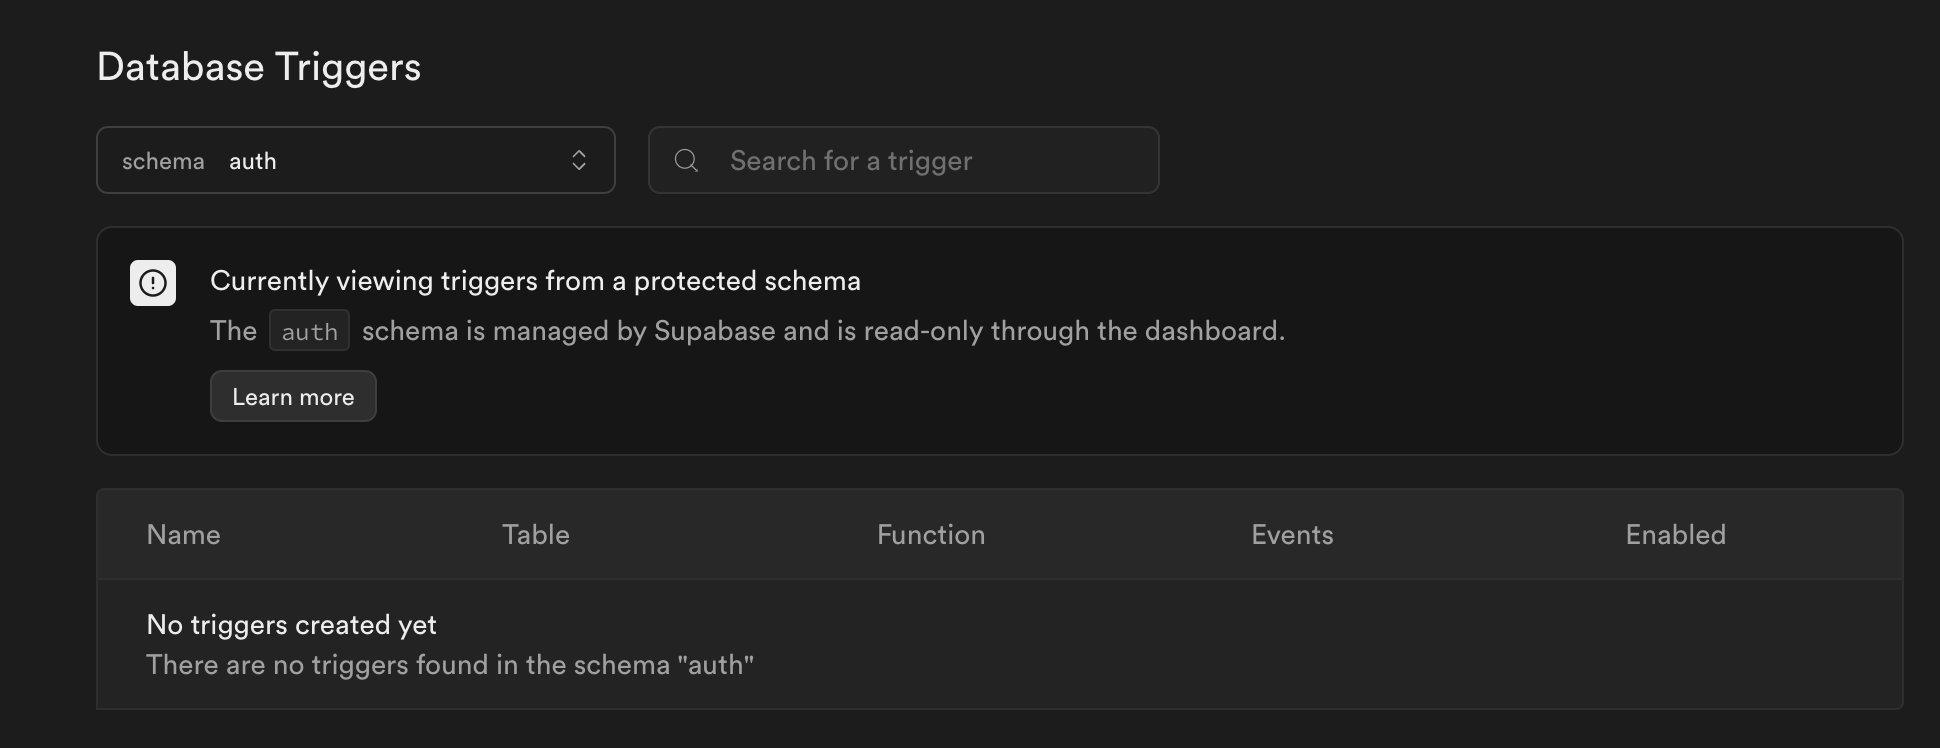 Database Triggers
schema auth
Search for a trigger
Currently viewing triggers from a protected schema
The auth schema is managed by Supabase and is read-only through the dashboard.
Learn more
Name Table Function Events Enabled
No triggers created yet
There are no triggers found in the schema "auth"